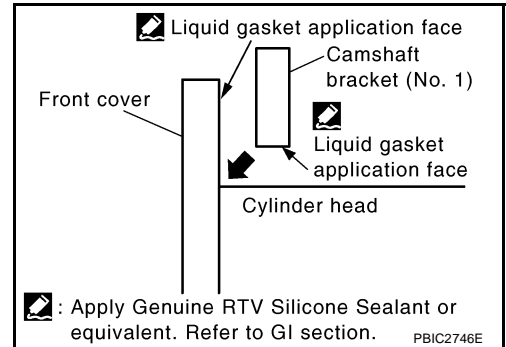 Liquid gasket application face
Camshaft
bracket (No. 1)
Front cover
Liquid gasket
application face
Cylinder head
: Apply Genuine RTV Silicone Sealant or
equivalent. Refer to GI section.
PBIC2746E